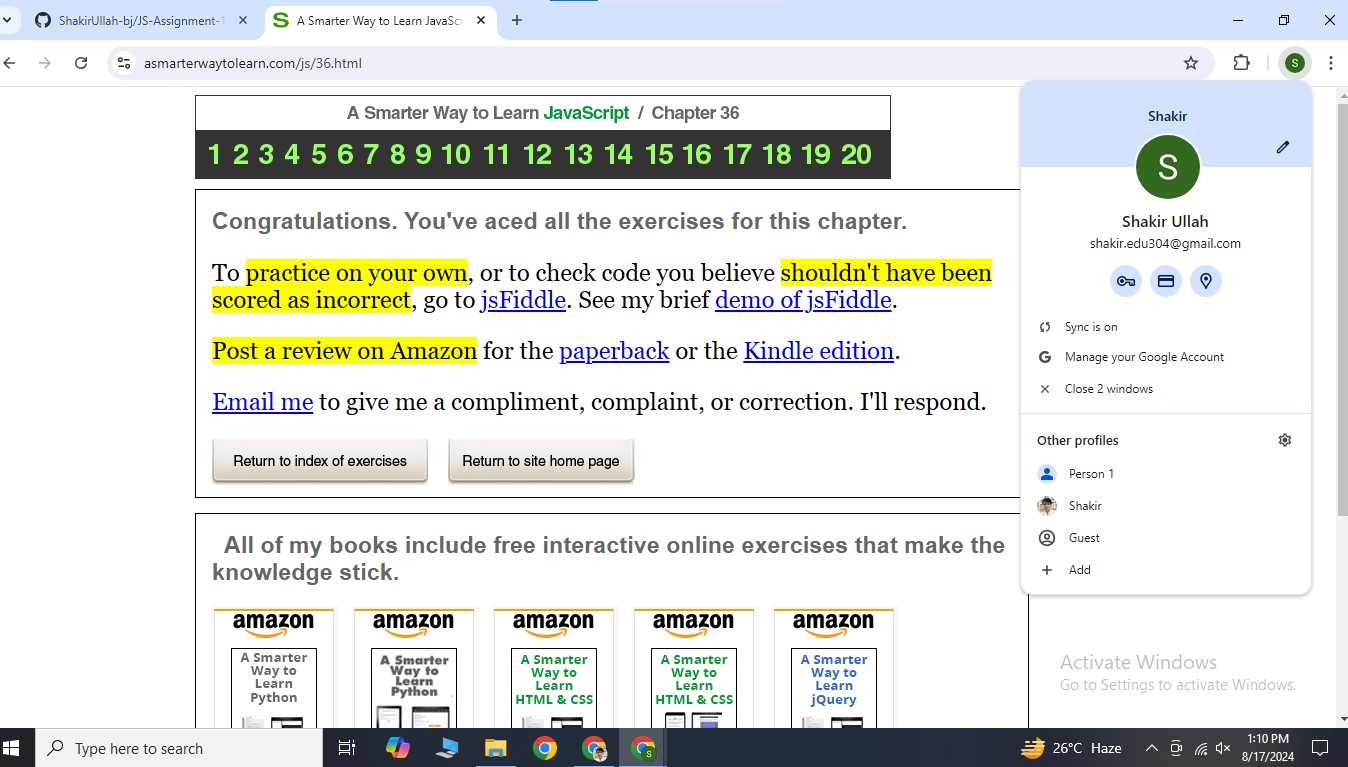 ShakirUllah-bj/JS-Assignment-1
A Smarter Way to Learn JavaScr
asmarterwaytolearn.com/js/36.html
S
A Smarter Way to Learn JavaScript / Chapter 36
1 2 3 4 5 6 7 8 9 10 11 12 13 14 15 16 17 18 19 20
Congratulations. You've aced all the exercises for this chapter.
To practice on your own, or to check code you believe shouldn't have been
scored as incorrect, go to jsFiddle. See my brief demo of jsFiddle.
Post a review on Amazon for the paperback or the Kindle edition.
Email me to give me a compliment, complaint, or correction. I'll respond.
Return to index of exercises
Return to site home page
All of my books include free interactive online exercises that make the
knowledge stick.
amazon
A Smarter
Way to
Learn
Python
amazon
A Smarter
Way to
Learn
Python
amazon
A Smarter
Way to
Learn
HTML & CSS
amazon
A Smarter
Way to
Learn
HTML & CSS
amazon
A Smarter
Way to
Learn
jQuery
Shakir
S
Shakir Ullah
shakir.edu304@gmail.com
Sync is on
Manage your Google Account
Close 2 windows
Other profiles
Person 1
Shakir
Guest
Add
Activate Windows
Go to Settings to activate Windows.
Type here to search
S
26°C Haze
1:10 PM
8/17/2024